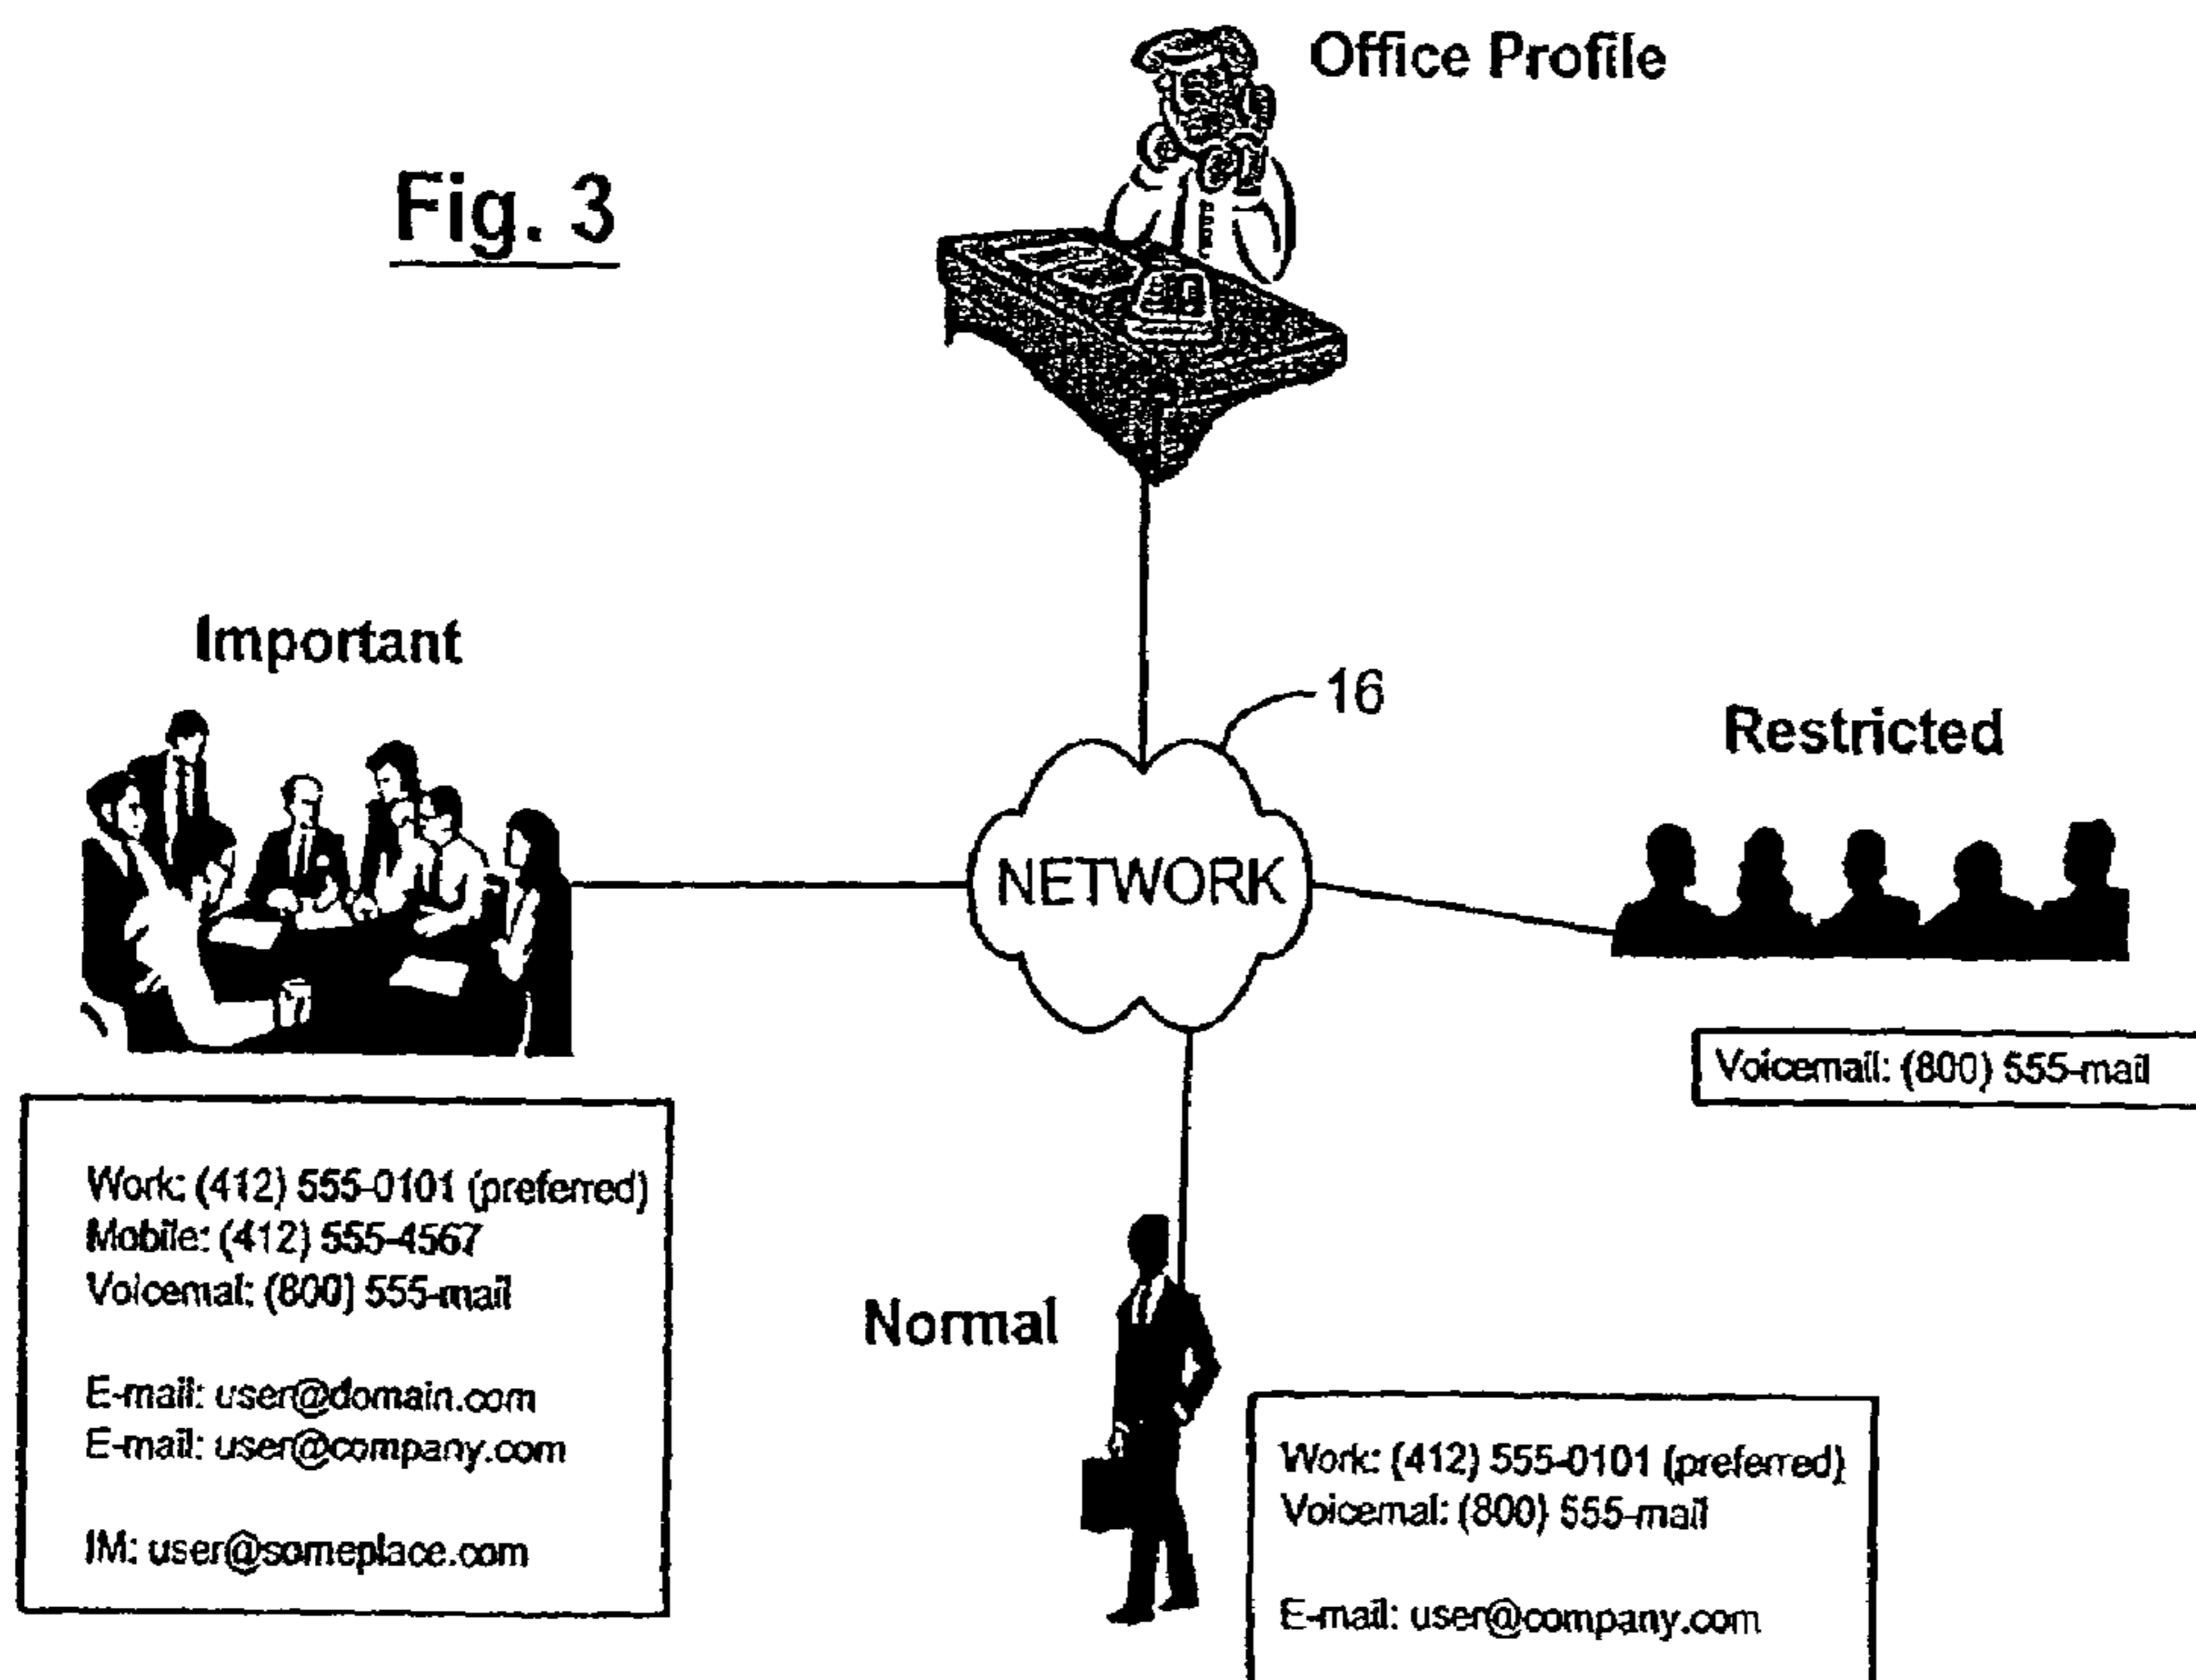 Office Profile
Fig. 3
Important
16
Restricted
NETWORK
Voicemail: (800) 555-mail
Work: (412) 555-0101 (preferred)
Mobile: (412) 555-4567
Voicemal: (800) 555-mail
E-mail: user@domain.com
E-mail: user@company.com
IM: user@someplace.com
Normal
Work: (412) 555-0101 (preferred)
Voicemal: (800) 555-mail
E-mail: user@company.com